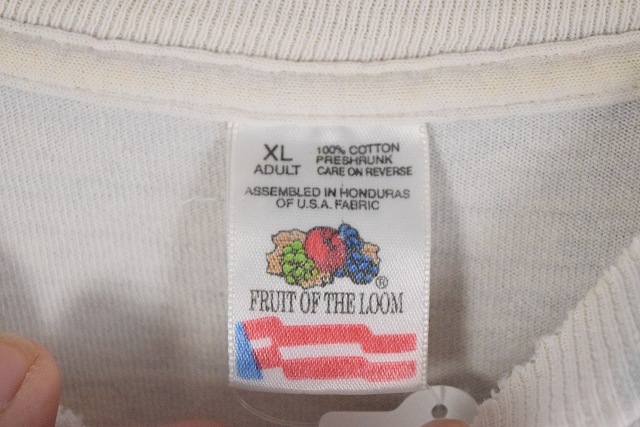 XL
ADULT
100% COTTON
PRESHRUNK
CARE ON REVERSE
ASSEMBLED IN HONDURAS
OF U.S.A. FABRIC
®
FRUIT OF THE LOOM